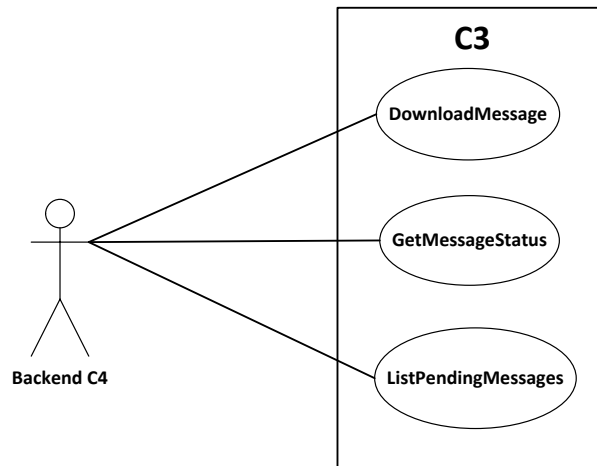 C3
DownloadMessage
GetMessageStatus
Backend C4
ListPendingMessages